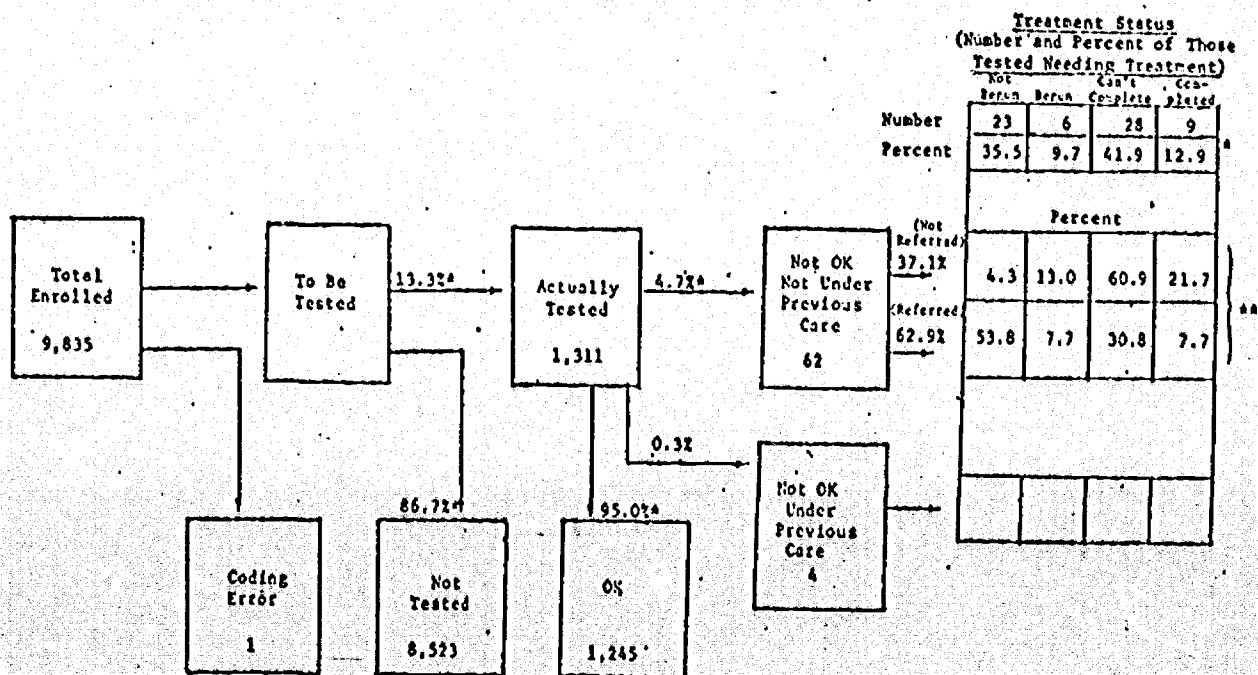 Treatment Status
(Number and Percent of Those
Tested Needing Treatment)
Not Begun Begun Can't Complete Completed
Number 23 6 28 9
Percent 35.5 9.7 41.9 12.9 *
Percent
(Not Referred) 37.1% 4.3 13.0 60.9 21.7
(Referred) 62.9% 53.8 7.7 30.8 7.7
**
Total
Enrolled
9,835
To Be
Tested
13.3%*
Actually
Tested
1,311
4.7%*
Not OK
Not Under
Previous
Care
62
0.3%
Not OK
Under
Previous
Care
4
86.7%*
95.0%*
Coding
Error
1
Not
Tested
8,523
OK
1,245